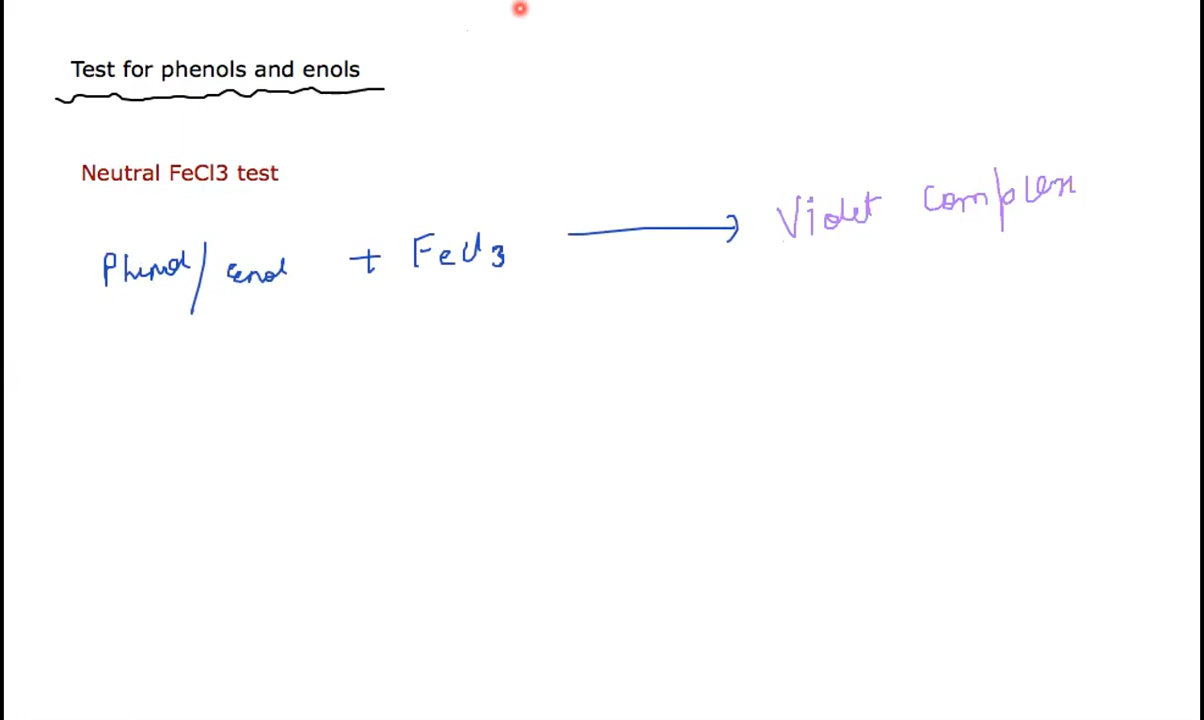 Test for phenols and enols
Neutral FeCl3 test
Phenol/ enol + FeCl3 → Violet complex